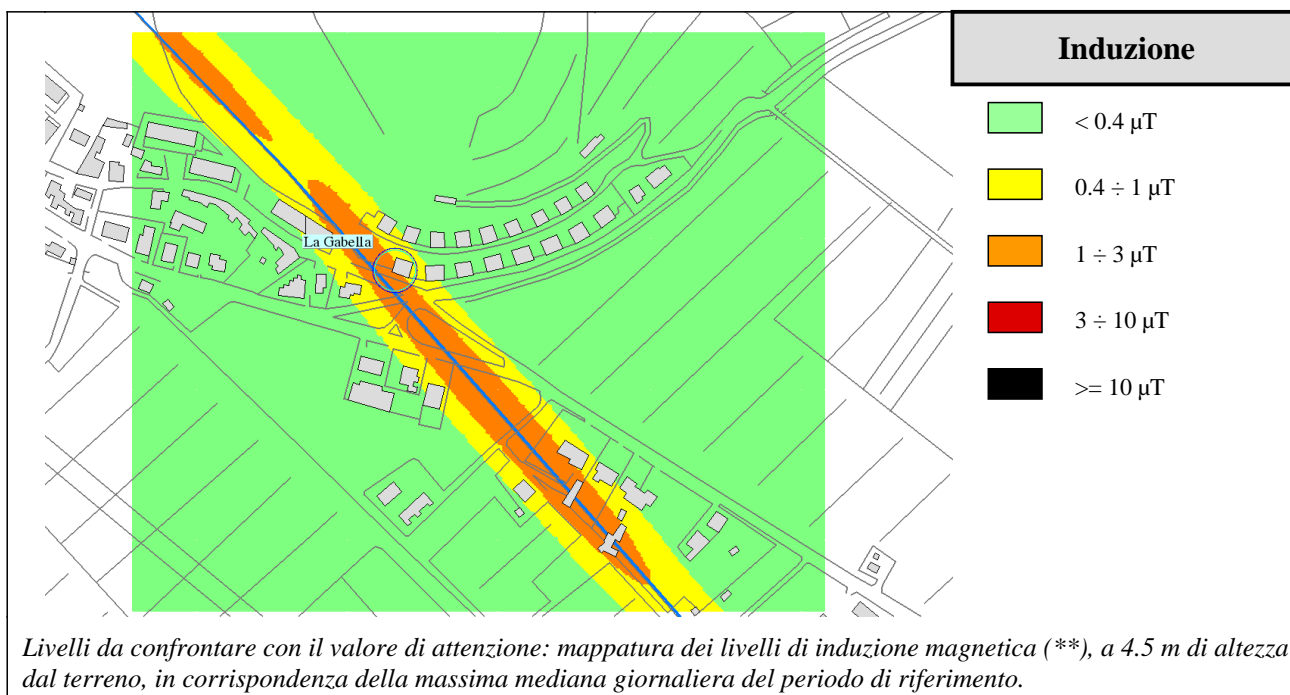 Induzione
< 0.4 µT
0.4 ÷ 1 µT
1 ÷ 3 µT
3 ÷ 10 µT
>= 10 µT
La Gabella
Livelli da confrontare con il valore di attenzione: mappatura dei livelli di induzione magnetica (**), a 4.5 m di altezza
dal terreno, in corrispondenza della massima mediana giornaliera del periodo di riferimento.